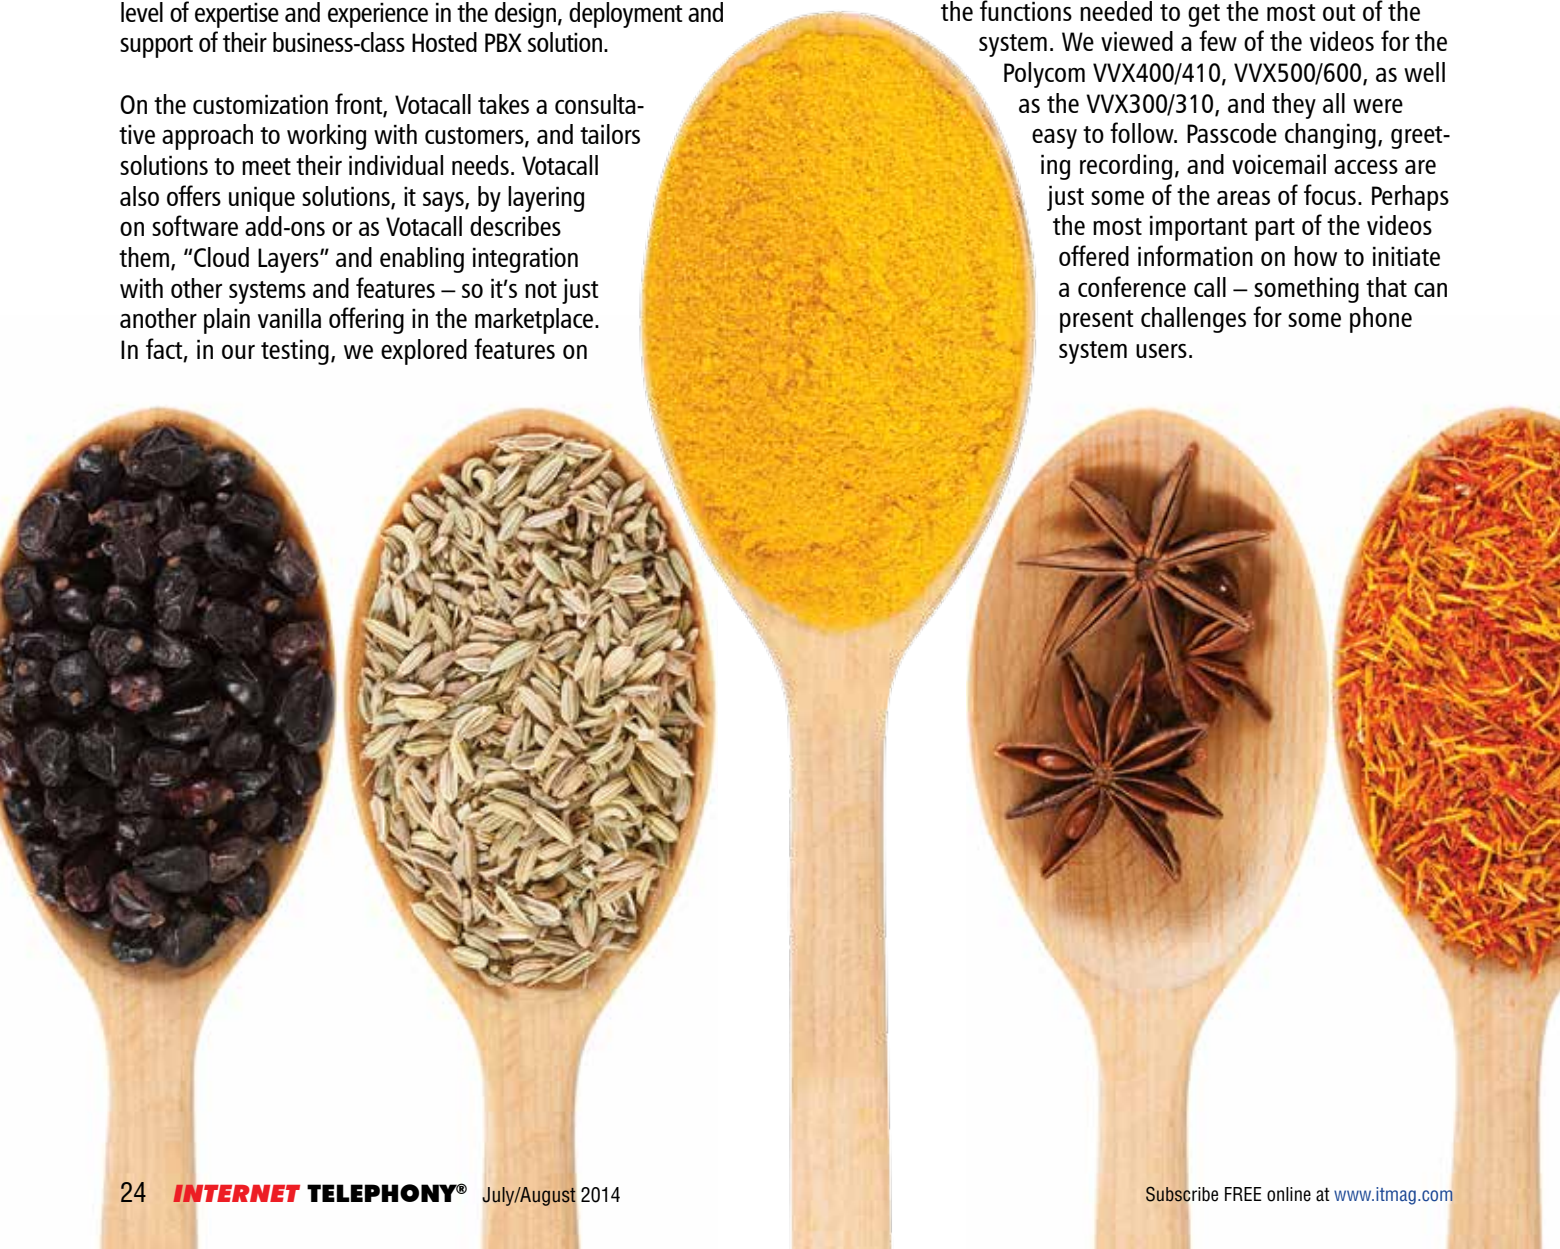 level of expertise and experience in the design, deployment and
support of their business-class Hosted PBX solution.
On the customization front, Votacall takes a consulta-
tive approach to working with customers, and tailors
solutions to meet their individual needs. Votacall
also offers unique solutions, it says, by layering
on software add-ons or as Votacall describes
them, “Cloud Layers” and enabling integration
with other systems and features – so it’s not just
another plain vanilla offering in the marketplace.
In fact, in our testing, we explored features on
the functions needed to get the most out of the
system. We viewed a few of the videos for the
Polycom VVX400/410, VVX500/600, as well
as the VVX300/310, and they all were
easy to follow. Passcode changing, greet-
ing recording, and voicemail access are
just some of the areas of focus. Perhaps
the most important part of the videos
offered information on how to initiate
a conference call – something that can
present challenges for some phone
system users.
24 INTERNET TELEPHONY® July/August 2014
Subscribe FREE online at www.itmag.com